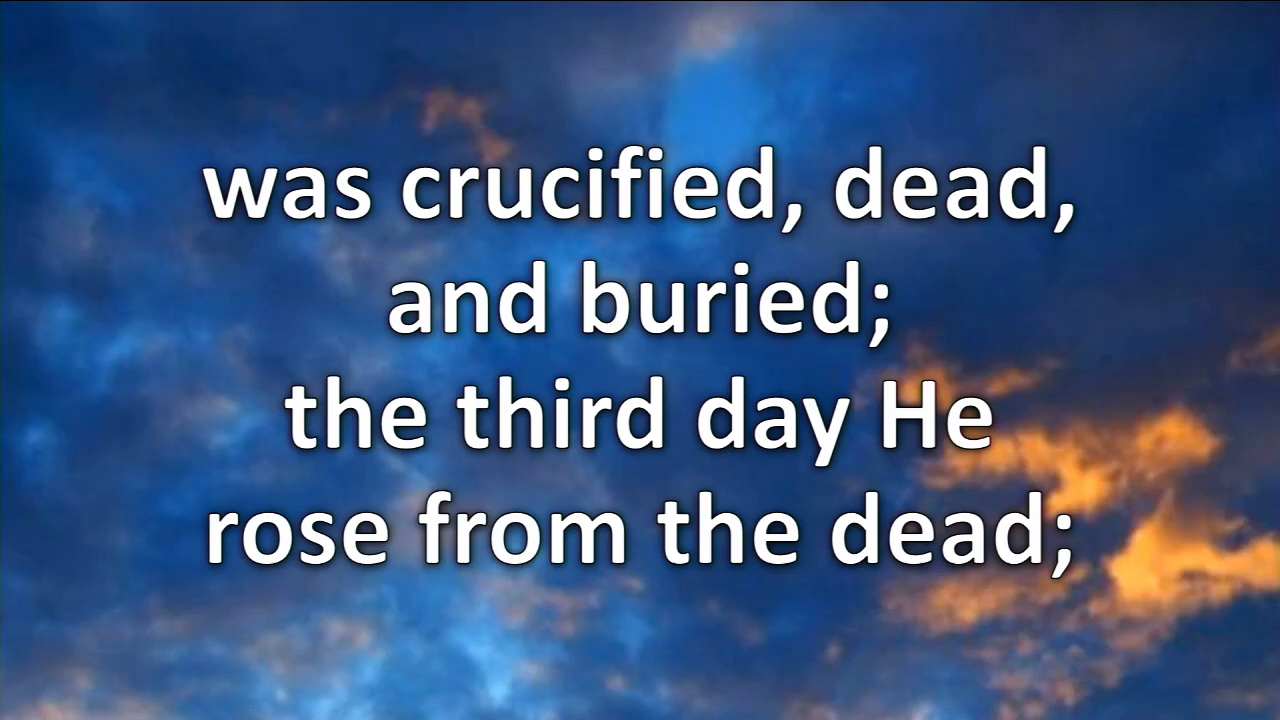 was crucified, dead,
and buried;
the third day He
rose from the dead;